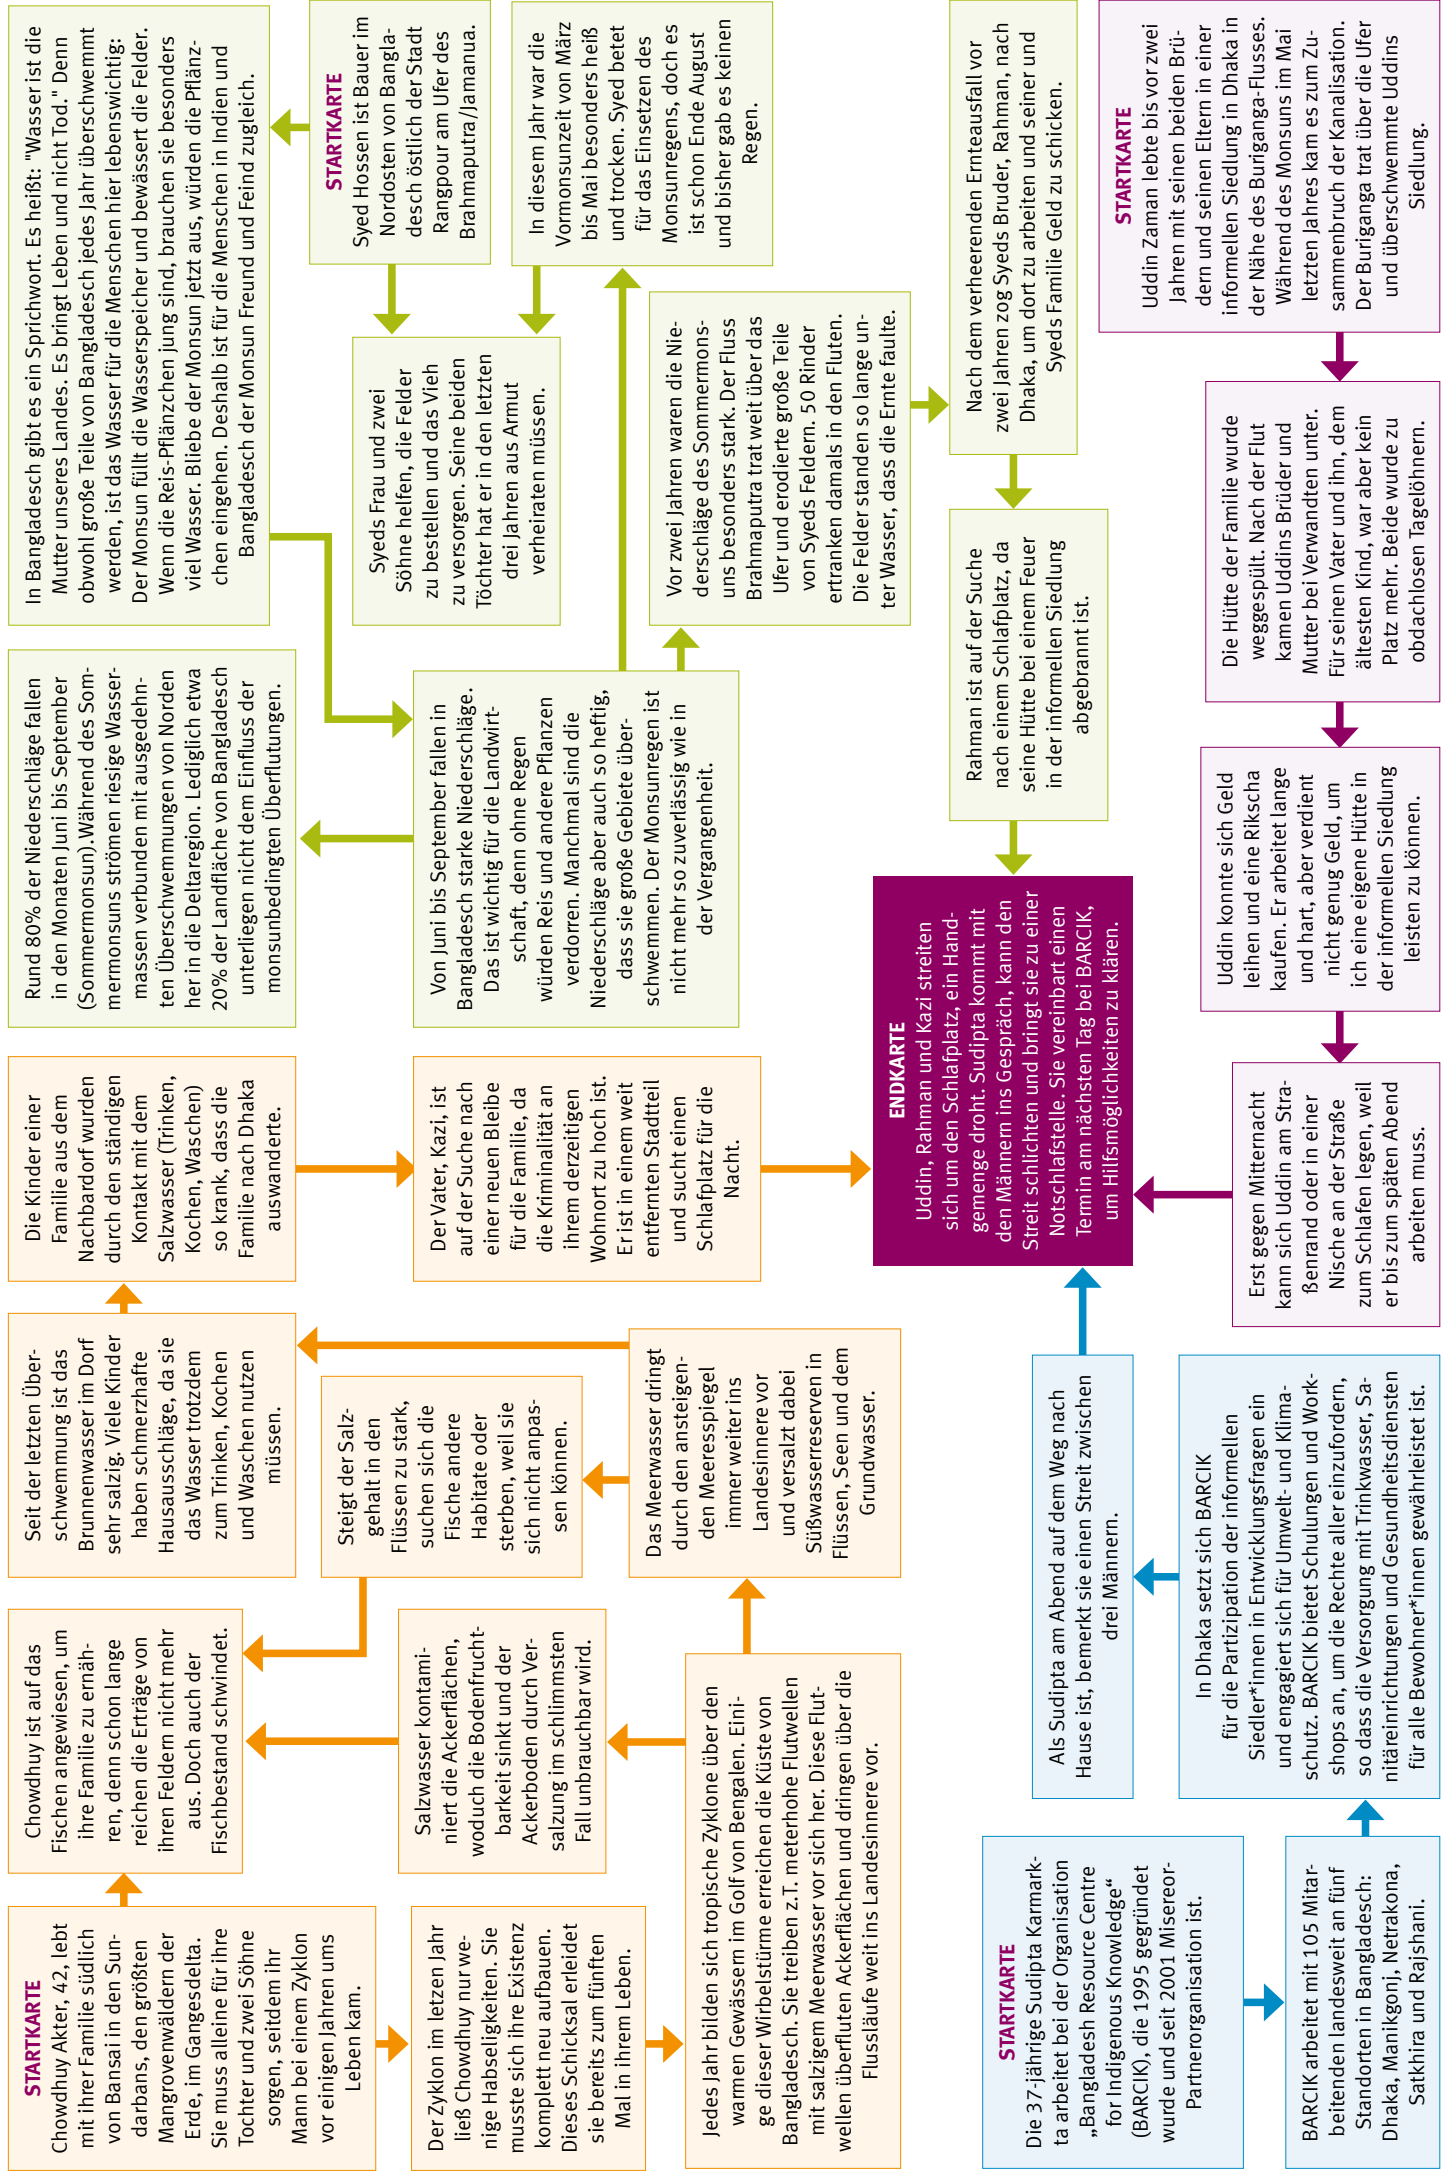 STARTKARTE
Chowdhuy Akter, 42, lebt
mit ihrer Familie südlich
von Bansai in den Sun-
darbans, den größten
Mangrovenwäldern der
Erde, im Gangesdelta.
Sie muss alleine für ihre
Tochter und zwei Söhne
sorgen, seitdem ihr
Mann bei einem Zyklon
vor einigen Jahren ums
Leben kam.
Chowdhuy ist auf das
Fischen angewiesen, um
ihre Familie zu ernäh-
ren, denn schon lange
reichen die Erträge von
ihren Feldern nicht mehr
aus. Doch auch der
Fischbestand schwindet.
Seit der letzten Über-
schwemmung ist das
Brunnenwasser im Dorf
sehr salzig. Viele Kinder
haben schmerzhafte
Hausausschläge, da sie
das Wasser trotzdem
zum Trinken, Kochen
und Waschen nutzen
müssen.
Die Kinder einer
Familie aus dem
Nachbardorf wurden
durch den ständigen
Kontakt mit dem
Salzwasser (Trinken,
Kochen, Waschen)
so krank, dass die
Familie nach Dhaka
auswanderte.
Rund 80% der Niederschläge fallen
in den Monaten Juni bis September
(Sommermonsun).Während des Som-
mermonsuns strömen riesige Wasser-
massen verbunden mit ausgedehn-
ten Überschwemmungen von Norden
her in die Deltaregion. Lediglich etwa
20% der Landfläche von Bangladesch
unterliegen nicht dem Einfluss der
monsunbedingten Überflutungen.
In Bangladesch gibt es ein Sprichwort. Es heißt: "Wasser ist die
Mutter unseres Landes. Es bringt Leben und nicht Tod." Denn
obwohl große Teile von Bangladesch jedes Jahr überschwemmt
werden, ist das Wasser für die Menschen hier lebenswichtig:
Der Monsun füllt die Wasserspeicher und bewässert die Felder.
Wenn die Reis-Pflänzchen jung sind, brauchen sie besonders
viel Wasser. Bliebe der Monsun jetzt aus, würden die Pflänz-
chen eingehen. Deshalb ist für die Menschen in Indien und
Bangladesch der Monsun Freund und Feind zugleich.
STARTKARTE
Syed Hossen ist Bauer im
Nordosten von Bangla-
desch östlich der Stadt
Rangpour am Ufer des
Brahmaputra/Jamanua.
Steigt der Salz-
gehalt in den
Flüssen zu stark,
suchen sich die
Fische andere
Habitate oder
sterben, weil sie
sich nicht anpas-
sen können.
Syeds Frau und zwei
Söhne helfen, die Felder
zu bestellen und das Vieh
zu versorgen. Seine beiden
Töchter hat er in den letzten
drei Jahren aus Armut
verheiraten müssen.
Der Zyklon im letzen Jahr
ließ Chowdhuy nur we-
nige Habseligkeiten. Sie
musste sich ihre Existenz
komplett neu aufbauen.
Dieses Schicksal erleidet
sie bereits zum fünften
Mal in ihrem Leben.
Salzwasser kontami-
niert die Ackerflächen,
woduch die Bodenfrucht-
barkeit sinkt und der
Ackerboden durch Ver-
salzung im schlimmsten
Fall unbrauchbar wird.
Der Vater, Kazi, ist
auf der Suche nach
einer neuen Bleibe
für die Familie, da
die Kriminalität an
ihrem derzeitigen
Wohnort zu hoch ist.
Er ist in einem weit
entfernten Stadtteil
und sucht einen
Schlafplatz für die
Nacht.
Von Juni bis September fallen in
Bangladesch starke Niederschläge.
Das ist wichtig für die Landwirt-
schaft, denn ohne Regen
würden Reis und andere Pflanzen
verdorren. Manchmal sind die
Niederschläge aber auch so heftig,
dass sie große Gebiete über-
schwemmen. Der Monsunregen ist
nicht mehr so zuverlässig wie in
der Vergangenheit.
In diesem Jahr war die
Vormonsunzeit von März
bis Mai besonders heiß
und trocken. Syed betet
für das Einsetzen des
Monsunregens, doch es
ist schon Ende August
und bisher gab es keinen
Regen.
Das Meerwasser dringt
durch den ansteigen-
den Meeresspiegel
immer weiter ins
Landesinnere vor
und versalzt dabei
Süßwasserreserven in
Flüssen, Seen und dem
Grundwasser.
Vor zwei Jahren waren die Nie-
derschläge des Sommermons-
uns besonders stark. Der Fluss
Brahmaputra trat weit über das
Ufer und erodierte große Teile
von Syeds Feldern. 50 Rinder
ertranken damals in den Fluten.
Die Felder standen so lange un-
ter Wasser, dass die Ernte faulte.
Jedes Jahr bilden sich tropische Zyklone über den
warmen Gewässern im Golf von Bengalen. Eini-
ge dieser Wirbelstürme erreichen die Küste von
Bangladesch. Sie treiben z.T. meterhohe Flutwellen
mit salzigem Meerwasser vor sich her. Diese Flut-
wellen überfluten Ackerflächen und dringen über die
Flussläufe weit ins Landesinnere vor.
ENDKARTE
Uddin, Rahman und Kazi streiten
sich um den Schlafplatz, ein Hand-
gemenge droht. Sudipta kommt mit
den Männern ins Gespräch, kann den
Streit schlichten und bringt sie zu einer
Notschlafstelle. Sie vereinbart einen
Termin am nächsten Tag bei BARCIK,
um Hilfsmöglichkeiten zu klären.
Rahman ist auf der Suche
nach einem Schlafplatz, da
seine Hütte bei einem Feuer
in der informellen Siedlung
abgebrannt ist.
Nach dem verheerenden Ernteausfall vor
zwei Jahren zog Syeds Bruder, Rahman, nach
Dhaka, um dort zu arbeiten und seiner und
Syeds Familie Geld zu schicken.
STARTKARTE
Die 37-jährige Sudipta Karmark-
ta arbeitet bei der Organisation
„Bangladesh Resource Centre
for Indigenous Knowledge“
(BARCIK), die 1995 gegründet
wurde und seit 2001 Misereor-
Partnerorganisation ist.
Als Sudipta am Abend auf dem Weg nach
Hause ist, bemerkt sie einen Streit zwischen
drei Männern.
STARTKARTE
Uddin Zaman lebte bis vor zwei
Jahren mit seinen beiden Brü-
dern und seinen Eltern in einer
informellen Siedlung in Dhaka in
der Nähe des Buriganga-Flusses.
Während des Monsuns im Mai
letzten Jahres kam es zum Zu-
sammenbruch der Kanalisation.
Der Buriganga trat über die Ufer
und überschwemmte Uddins
Siedlung.
In Dhaka setzt sich BARCIK
für die Partizipation der informellen
Siedler*innen in Entwicklungsfragen ein
und engagiert sich für Umwelt- und Klima-
schutz. BARCIK bietet Schulungen und Work-
shops an, um die Rechte aller einzufordern,
so dass die Versorgung mit Trinkwasser, Sa-
nitäreinrichtungen und Gesundheitsdiensten
für alle Bewohner*innen gewährleistet ist.
Uddin konnte sich Geld
leihen und eine Rikscha
kaufen. Er arbeitet lange
und hart, aber verdient
nicht genug Geld, um
ich eine eigene Hütte in
der informellen Siedlung
leisten zu können.
Die Hütte der Familie wurde
weggespült. Nach der Flut
kamen Uddins Brüder und
Mutter bei Verwandten unter.
Für seinen Vater und ihn, dem
ältesten Kind, war aber kein
Platz mehr. Beide wurde zu
obdachlosen Tagelöhnern.
Erst gegen Mitternacht
kann sich Uddin am Stra-
ßenrand oder in einer
Nische an der Straße
zum Schlafen legen, weil
er bis zum späten Abend
arbeiten muss.
BARCIK arbeitet mit 105 Mitar-
beitenden landesweit an fünf
Standorten in Bangladesch:
Dhaka, Manikgonj, Netrakona,
Satkhira und Rajshani.